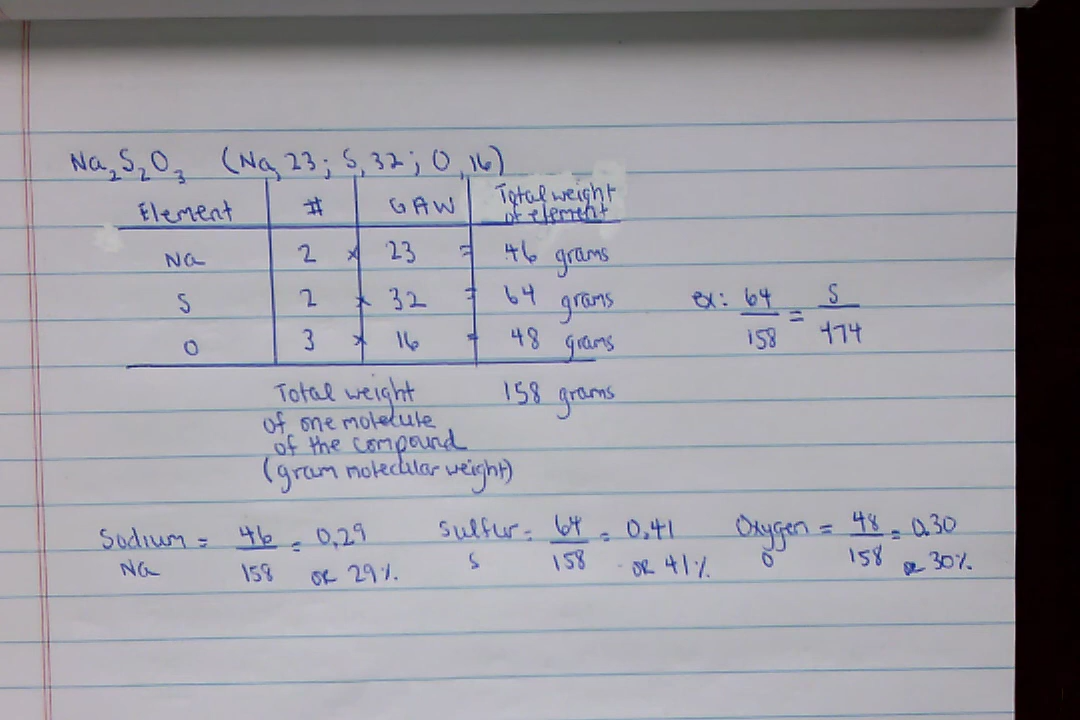 Na₂S₂O₃ (Na, 23; S, 32; O, 16)
Element # GAW Total weight
of element
Na 2 x 23 = 46 grams
S 2 x 32 = 64 grams
O 3 x 16 = 48 grams
ex: 64/158 = S/474
Total weight 158 grams
of one molecule
of the compound
(gram molecular weight)
Sodium = 46/158 = 0.29 Sulfur = 64/158 = 0.41 Oxygen = 48/158 = 0.30
Na or 29% S or 41% O or 30%